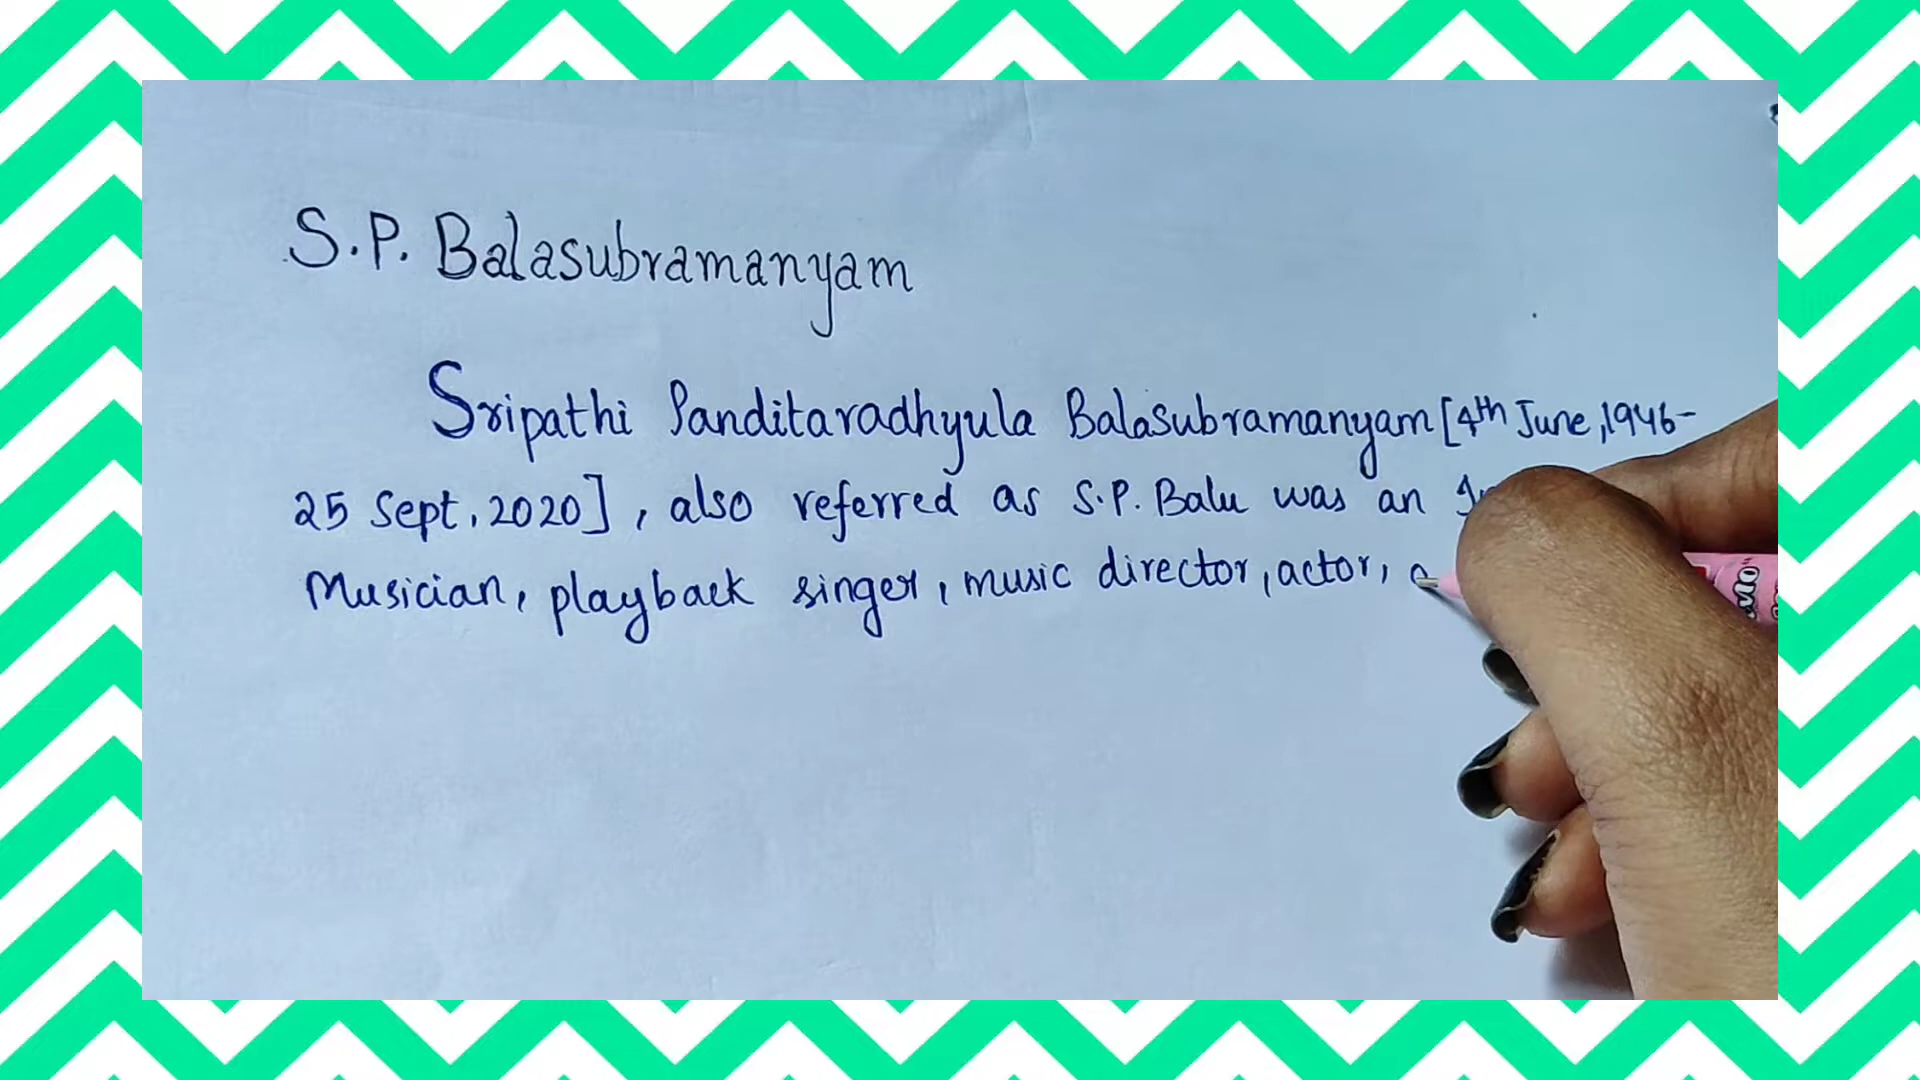 S.P. Balasubramanyam
Sripathi Panditaradhyula Balasubramanyam [4th June, 1946-
25 Sept, 2020], also referred as S.P. Balu was an
Musician, playback singer, music director, actor,